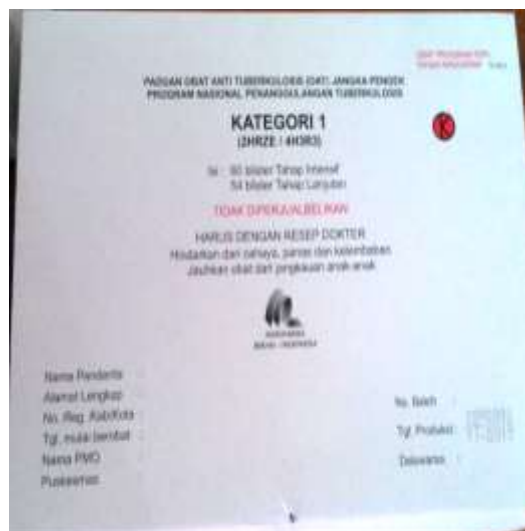 PADUAN OBAT ANTI TUBERKULOSIS (OAT) JANGKA PENDEK
PROGRAM NASIONAL PENANGGULANGAN TUBERKULOSIS
KATEGORI 1
(2HRZE / 4H3R3)
K
Isi : 60 blister Tahap Intensif
54 blister Tahap Lanjutan
TIDAK DIPERJUALBELIKAN
HARUS DENGAN RESEP DOKTER
Hindarkan dari cahaya, panas dan kelembaban
Jauhkan obat dari jangkauan anak-anak
Nama Penderita :
Alamat Lengkap :
No. Reg. Kab/Kota :
Tgl. mulai berobat :
Nama PMO :
Puskesmas
No. Batch :
Tgl. Produksi :
Daluwarsa :